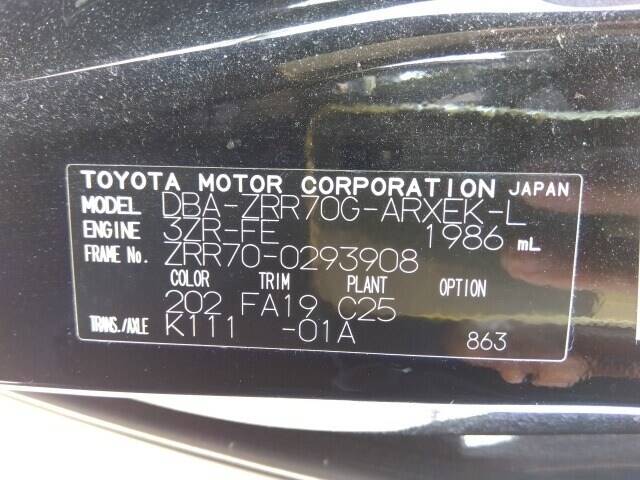 TOYOTA MOTOR CORPORATION JAPAN
MODEL DBA-ZRR70G-ARXEK-L
ENGINE 3ZR-FE 1986 mL
FRAME No. ZRR70-0293908
COLOR TRIM PLANT OPTION
202 FA19 C25
TRANS./AXLE K111 -01A 863